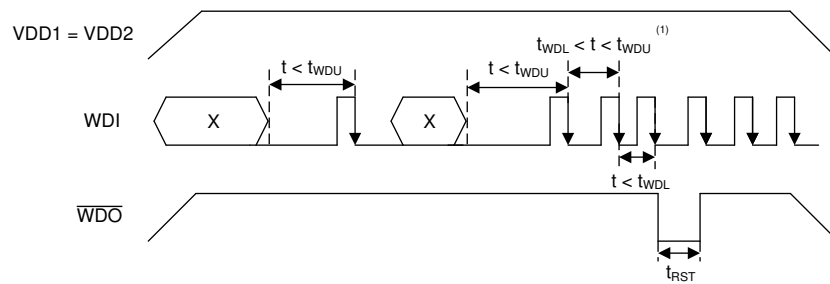 VDD1 = VDD2
t < tWDU
t < tWDU
tWDL < t < tWDU (1)
WDI
X
X
t < tWDL
WDO
tRST